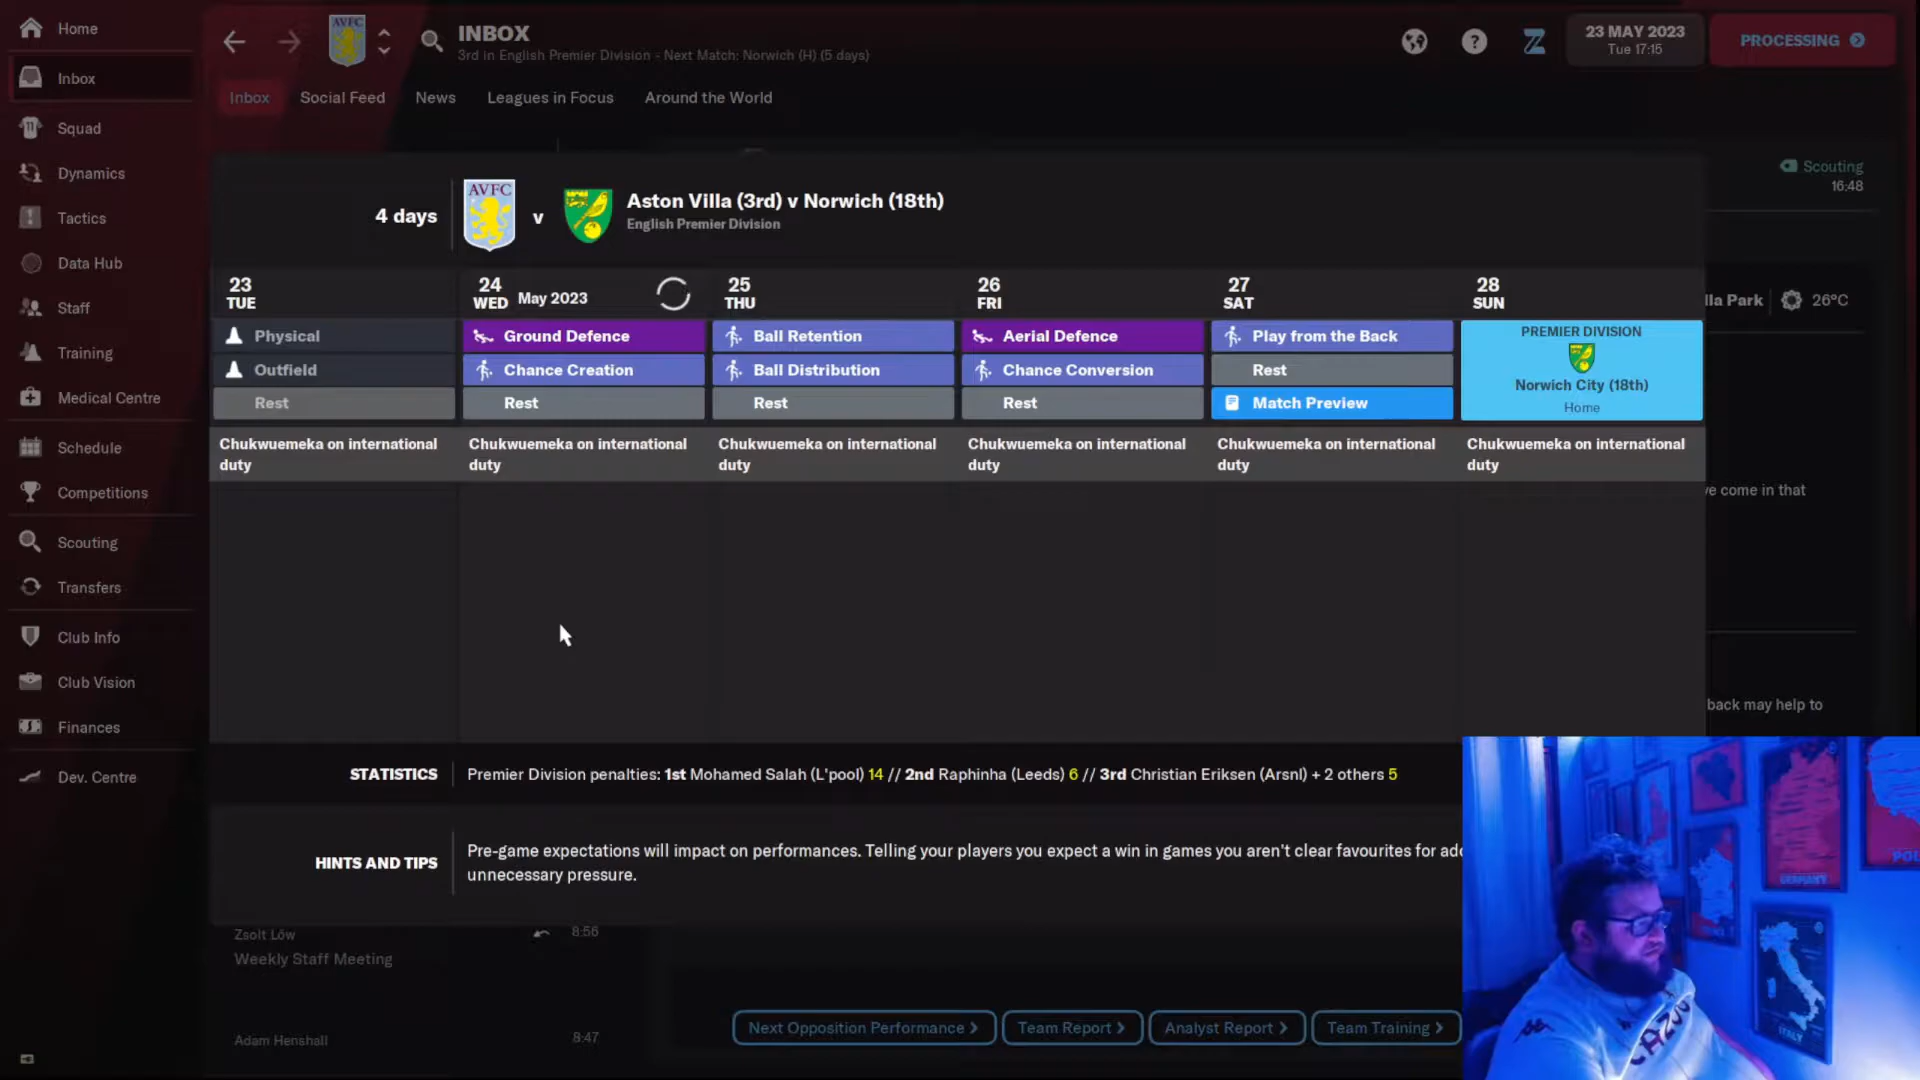 Home
Inbox
Squad
Dynamics
Tactics
Data Hub
Staff
Training
Medical Centre
Schedule
Competitions
Scouting
Transfers
Club Info
Club Vision
Finances
Dev. Centre
AVFC
INBOX
3rd in English Premier Division - Next Match: Norwich (H) (5 days)
23 MAY 2023
Tue 17:15
PROCESSING
Inbox Social Feed News Leagues in Focus Around the World
Scouting
16:48
4 days
AVFC
v
Aston Villa (3rd) v Norwich (18th)
English Premier Division
23 TUE
24 WED May 2023
25 THU
26 FRI
27 SAT
28 SUN
lla Park 26°C
Physical Ground Defence Ball Retention Aerial Defence Play from the Back
Outfield Chance Creation Ball Distribution Chance Conversion Rest
Rest Rest Rest Rest Match Preview
PREMIER DIVISION
Norwich City (18th)
Home
Chukwuemeka on international duty
Chukwuemeka on international duty
Chukwuemeka on international duty
Chukwuemeka on international duty
Chukwuemeka on international duty
Chukwuemeka on international duty
ve come in that
back may help to
STATISTICS
Premier Division penalties: 1st Mohamed Salah (L'pool) 14 // 2nd Raphinha (Leeds) 6 // 3rd Christian Eriksen (Arsnl) + 2 others 5
HINTS AND TIPS
Pre-game expectations will impact on performances. Telling your players you expect a win in games you aren't clear favourites for ad
unnecessary pressure.
Zsolt Lőw 8:56
Weekly Staff Meeting
Adam Henshall 8:47
Next Opposition Performance
Team Report
Analyst Report
Team Training
GERMANY
POL
ITALY
CAZOO